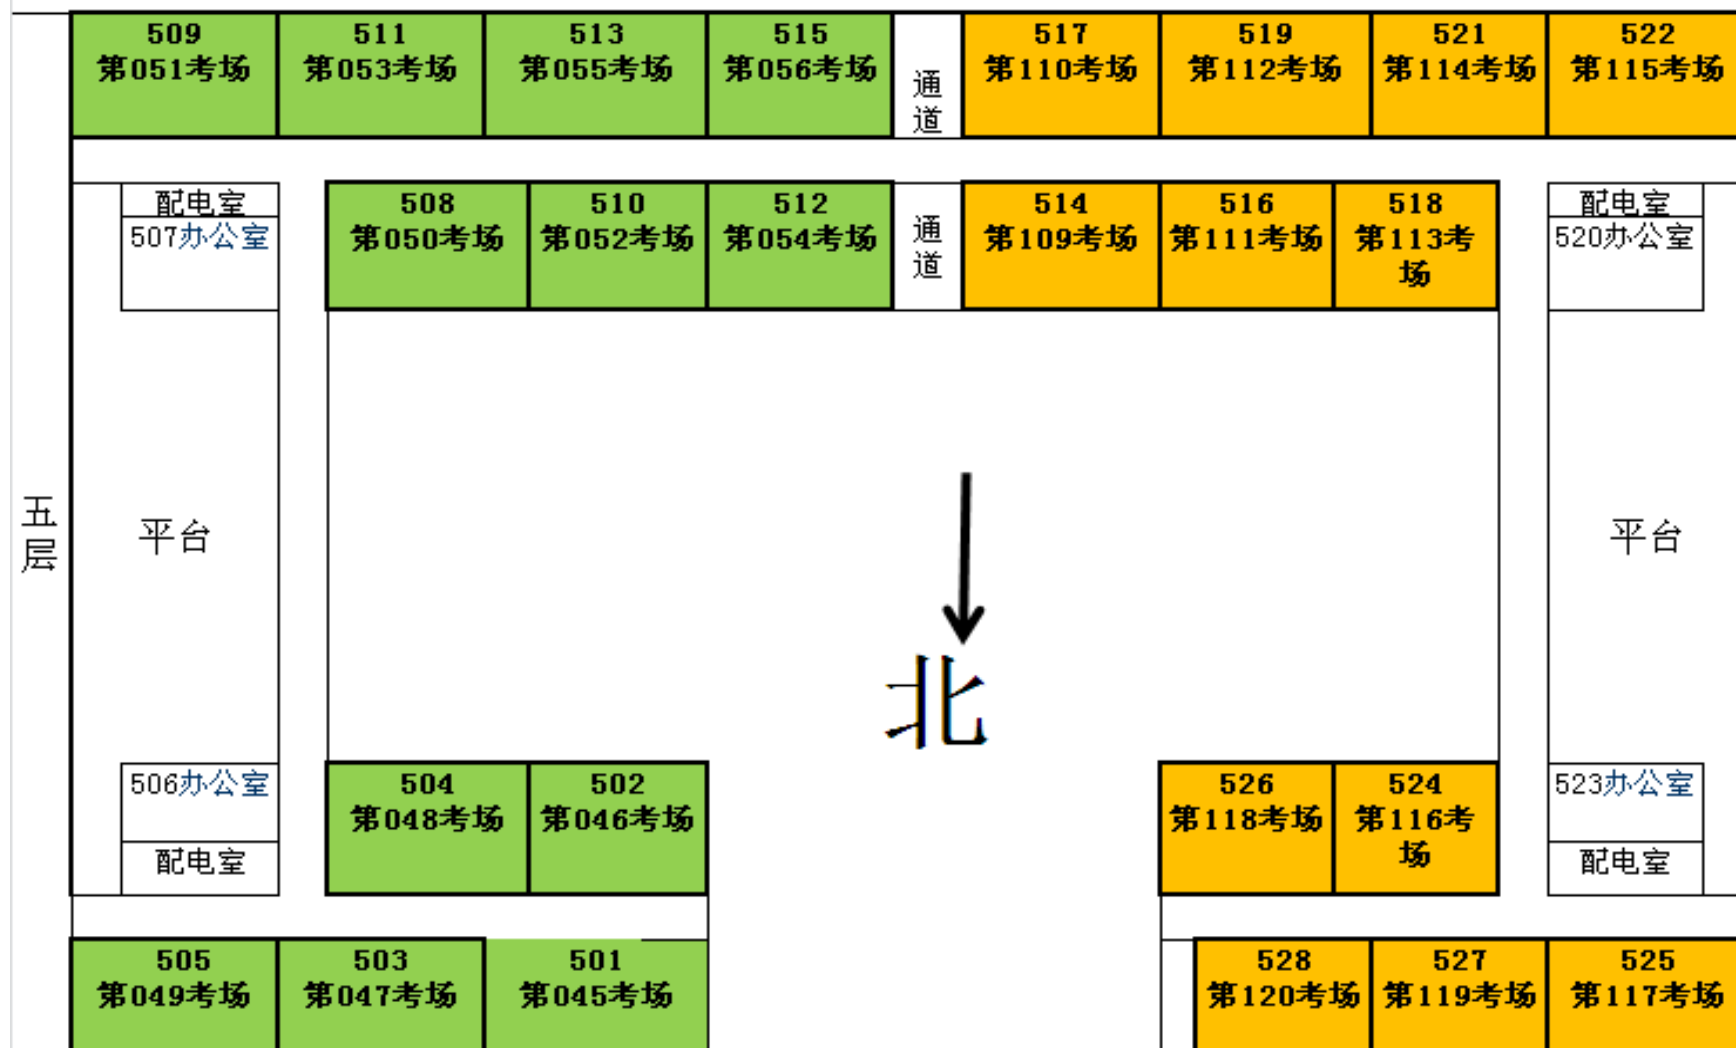 509
第051考场
511
第053考场
513
第055考场
515
第056考场
通
道
517
第110考场
519
第112考场
521
第114考场
522
第115考场
配电室
507办公室
508
第050考场
510
第052考场
512
第054考场
通
道
514
第109考场
516
第111考场
518
第113考
场
配电室
520办公室
五
层
平台
北
平台
506办公室
配电室
504
第048考场
502
第046考场
526
第118考场
524
第116考
场
523办公室
配电室
505
第049考场
503
第047考场
501
第045考场
528
第120考场
527
第119考场
525
第117考场